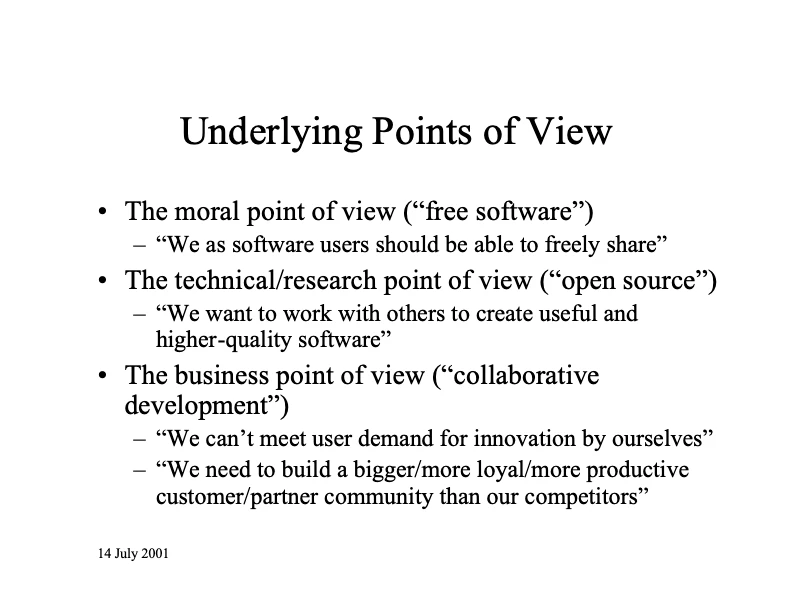 Underlying Points of View
• The moral point of view (“free software”)
– “We as software users should be able to freely share”
• The technical/research point of view (“open source”)
– “We want to work with others to create useful and
higher-quality software”
• The business point of view (“collaborative
development”)
– “We can’t meet user demand for innovation by ourselves”
– “We need to build a bigger/more loyal/more productive
customer/partner community than our competitors”
14 July 2001